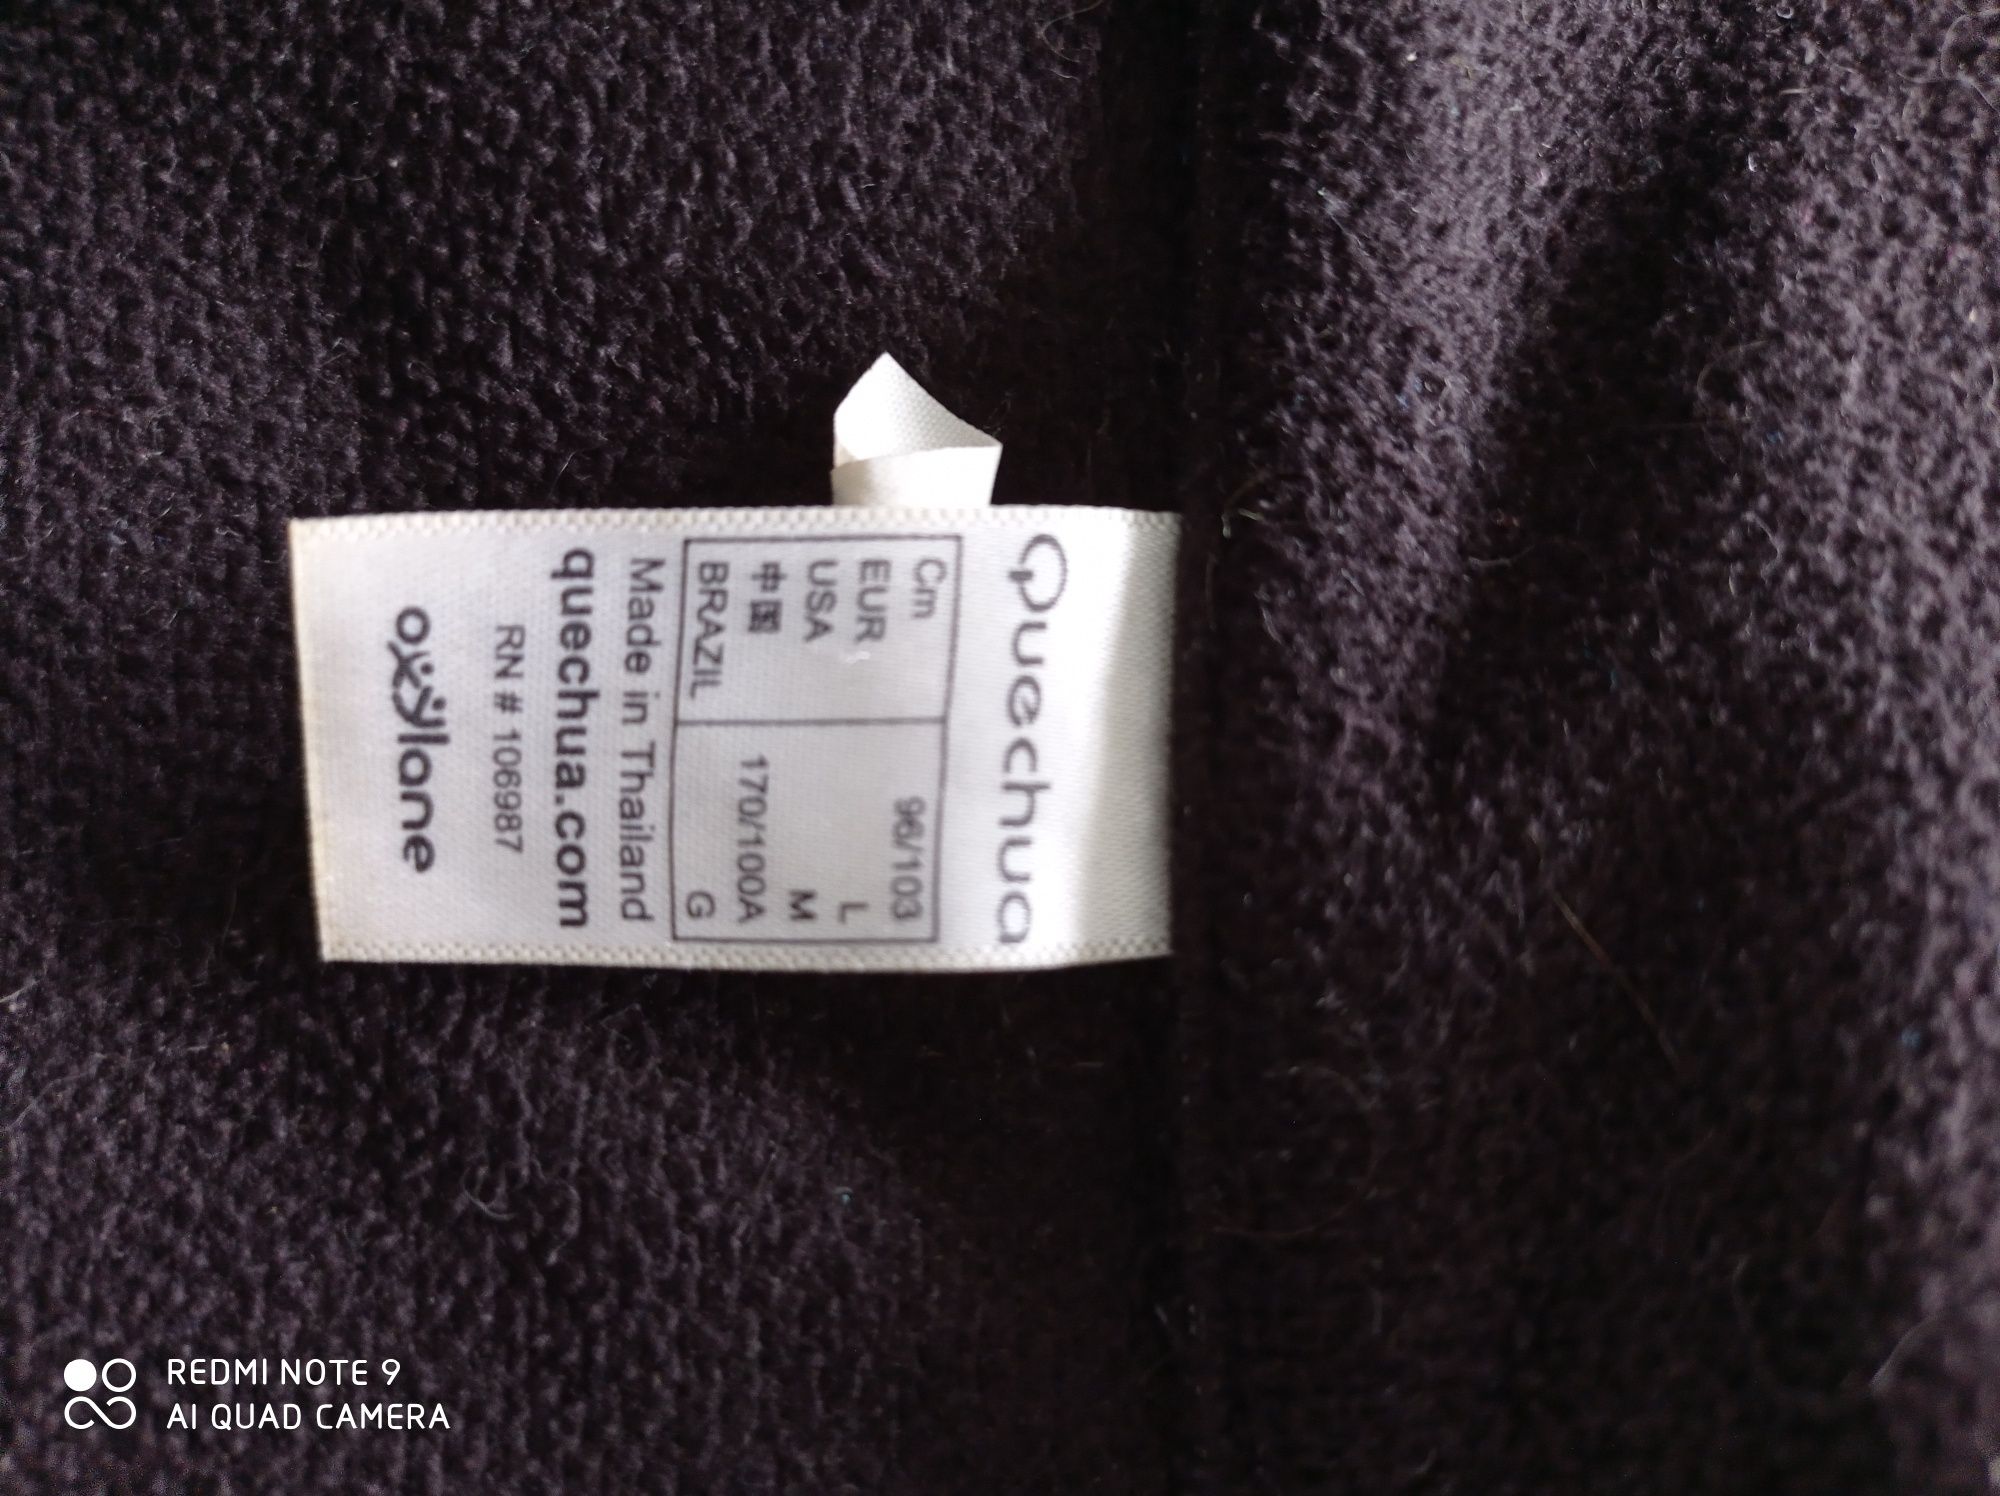 Quechua
Cm 96/103
EUR L
USA M
中国 170/100A
BRAZIL G
Made in Thailand
quechua.com
RN # 106987
oxylane
REDMI NOTE 9
AI QUAD CAMERA